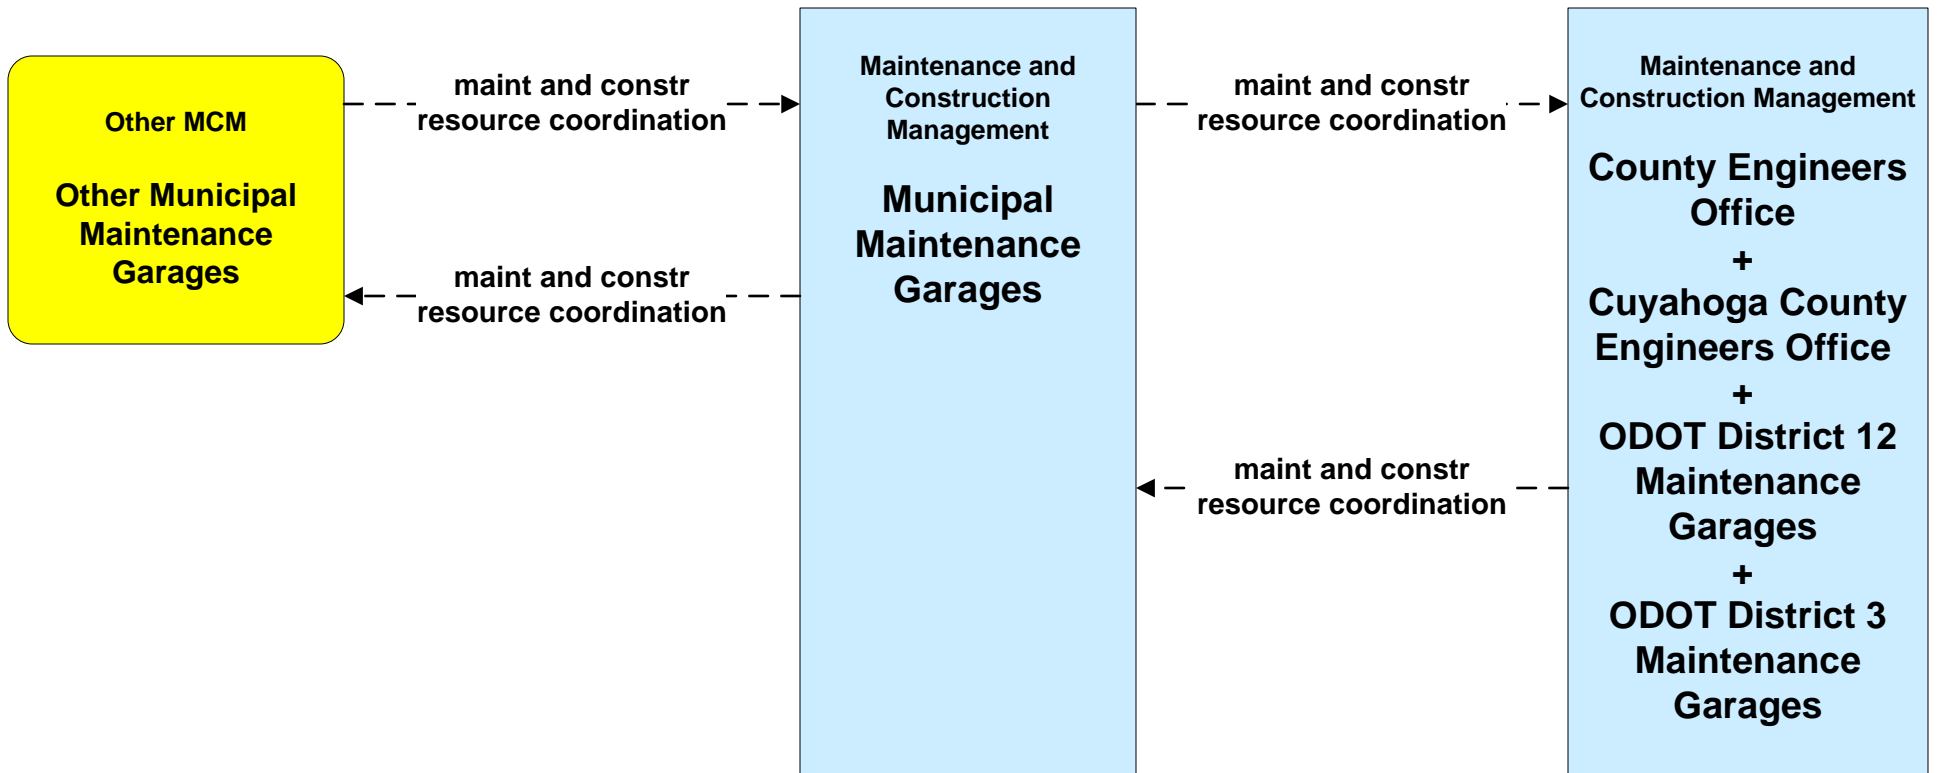 Other MCM
Other Municipal
Maintenance
Garages
maint and constr
resource coordination
maint and constr
resource coordination
Maintenance and
Construction
Management
Municipal
Maintenance
Garages
maint and constr
resource coordination
maint and constr
resource coordination
Maintenance and
Construction Management
County Engineers
Office
+
Cuyahoga County
Engineers Office
+
ODOT District 12
Maintenance
Garages
+
ODOT District 3
Maintenance
Garages